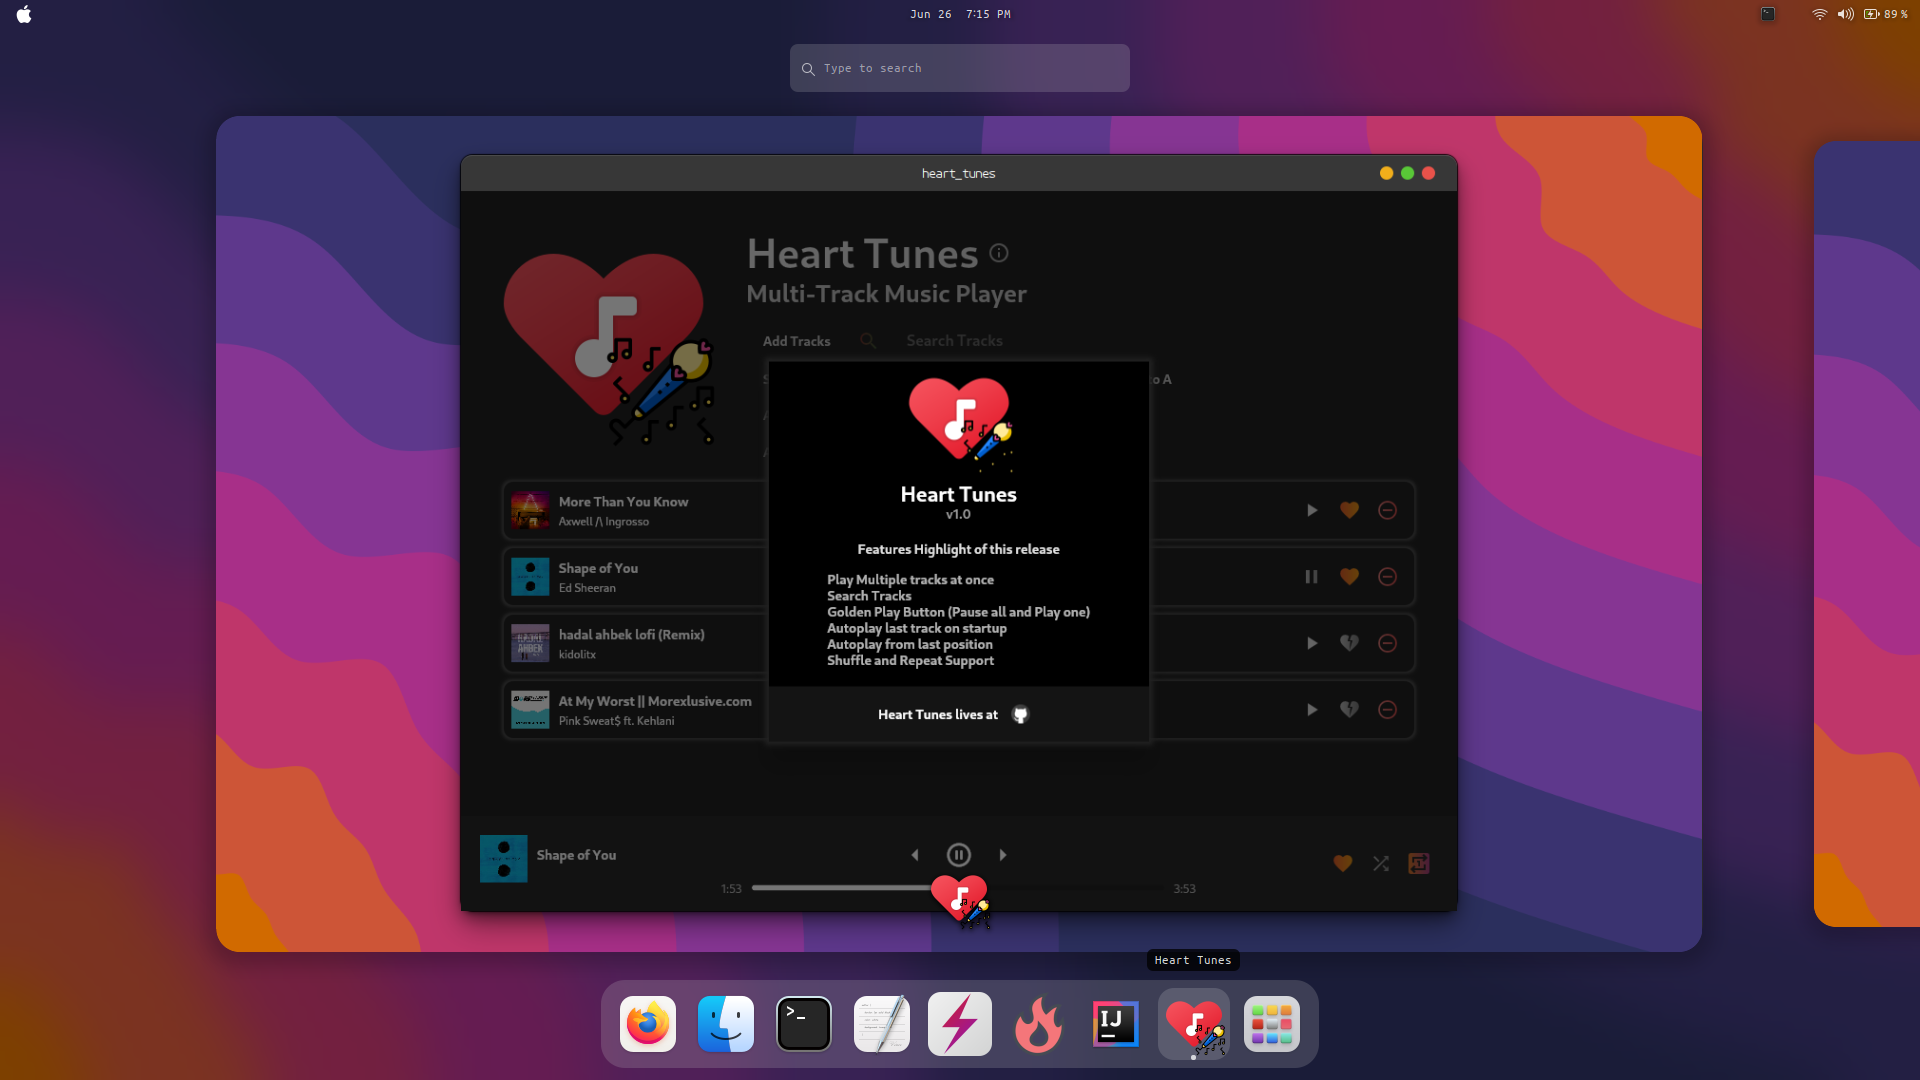 Jun 26 7:15 PM
89 %
Type to search
heart_tunes
Heart Tunes
Multi-Track Music Player
Add Tracks
Search Tracks
o A
Heart Tunes
v1.0
Features Highlight of this release
Play Multiple tracks at once
Search Tracks
Golden Play Button (Pause all and Play one)
Autoplay last track on startup
Autoplay from last position
Shuffle and Repeat Support
Heart Tunes lives at
More Than You Know
Axwell /\ Ingrosso
Shape of You
Ed Sheeran
hadal ahbek lofi (Remix)
kidolitx
At My Worst || Morexlusive.com
Pink Sweat$ ft. Kehlani
Shape of You
1:53
3:53
Heart Tunes
>_
IJ